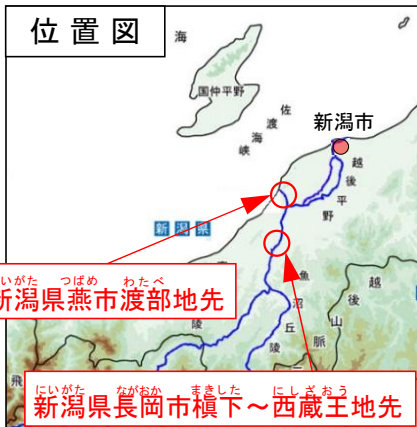 位置図
海
国仲平野
佐渡海峡
新潟市
越後平野
新潟県
いがた つばめ わたべ
新潟県燕市渡部地先
魚沼丘陵
越後山脈
陵
飛
にいがた ながおか まきした にしざおう
新潟県長岡市槇下～西蔵王地先